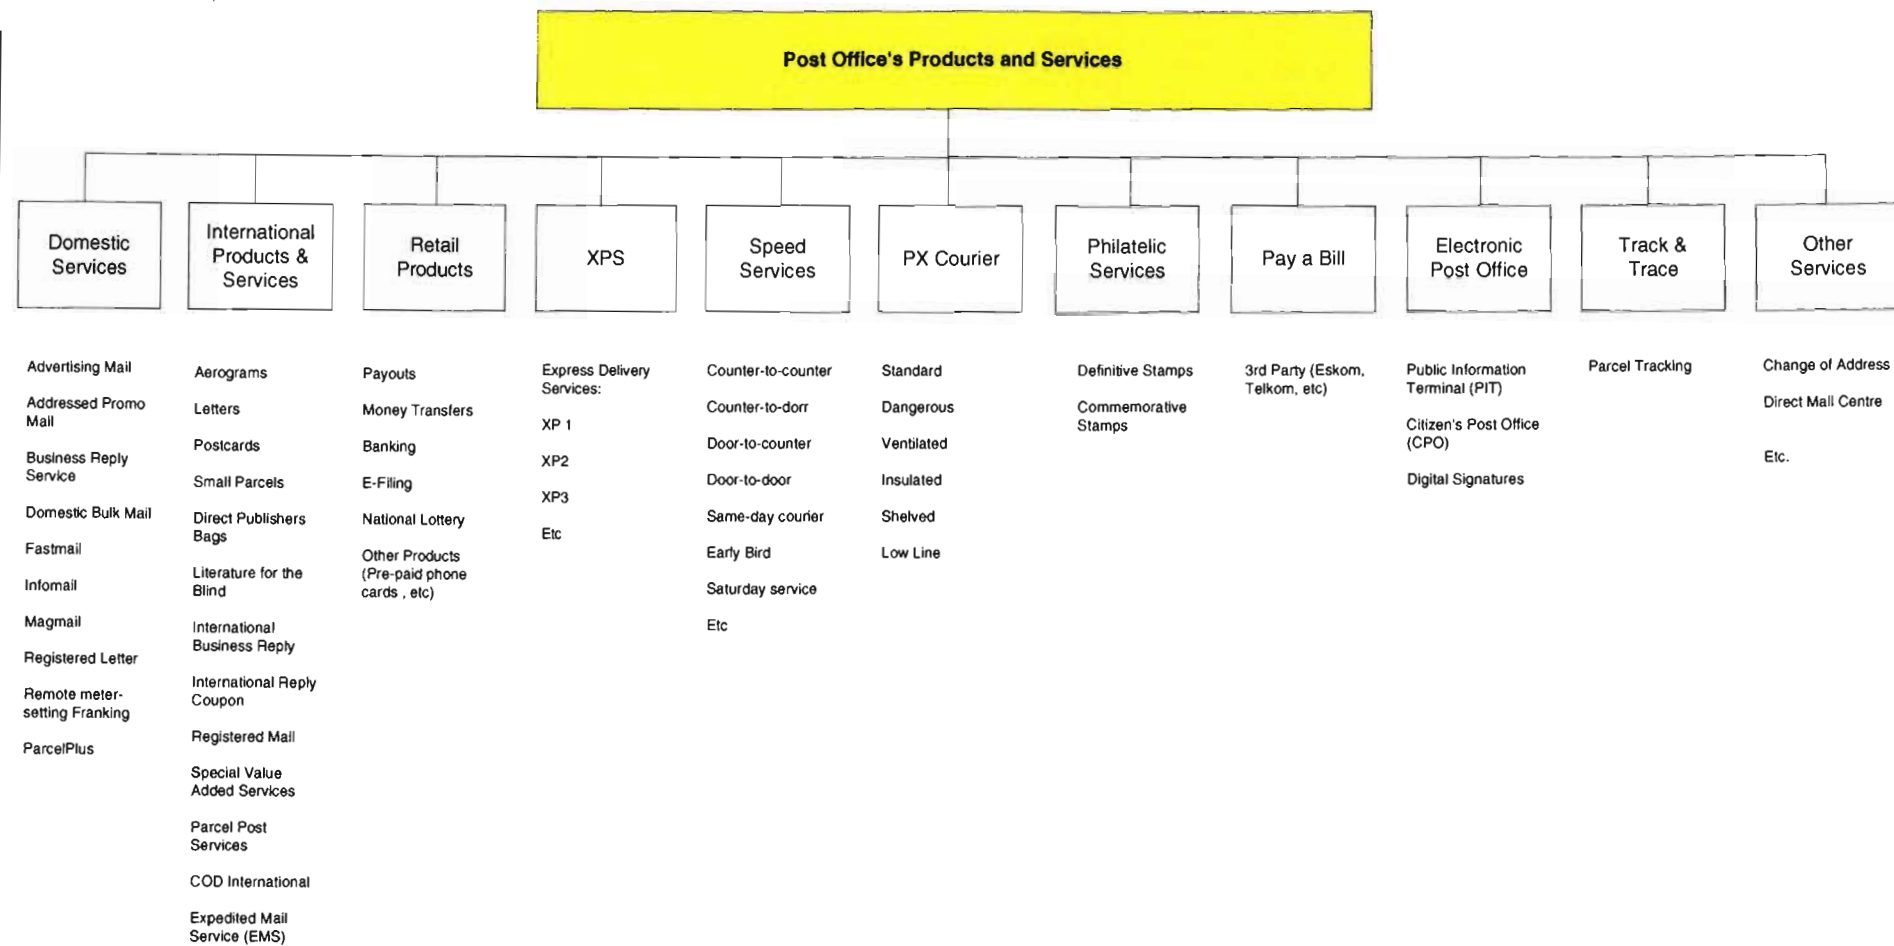 Post Office's Products and Services
Domestic
Services
International
Products &
Services
Retail
Products
XPS
Speed
Services
PX Courier
Philatelic
Services
Pay a Bill
Electronic
Post Office
Track &
Trace
Other
Services
Advertising Mail
Addressed Promo
Mail
Business Reply
Service
Domestic Bulk Mail
Fastmail
Infomail
Magmail
Registered Letter
Remote meter-
setting Franking
ParcelPlus
Aerograms
Letters
Postcards
Small Parcels
Direct Publishers
Bags
Literature for the
Blind
International
Business Reply
International Reply
Coupon
Registered Mail
Special Value
Added Services
Parcel Post
Services
COD International
Expedited Mail
Service (EMS)
Payouts
Money Transfers
Banking
E-Filing
National Lottery
Other Products
(Pre-paid phone
cards , etc)
Express Delivery
Services:
XP 1
XP2
XP3
Etc
Counter-to-counter
Counter-to-dorr
Door-to-counter
Door-to-door
Same-day courier
Early Bird
Saturday service
Etc
Standard
Dangerous
Ventilated
Insulated
Shelved
Low Line
Definitive Stamps
Commemorative
Stamps
3rd Party (Eskom,
Telkom, etc)
Public Information
Terminal (PIT)
Citizen's Post Office
(CPO)
Digital Signatures
Parcel Tracking
Change of Address
Direct Mail Centre
Etc.